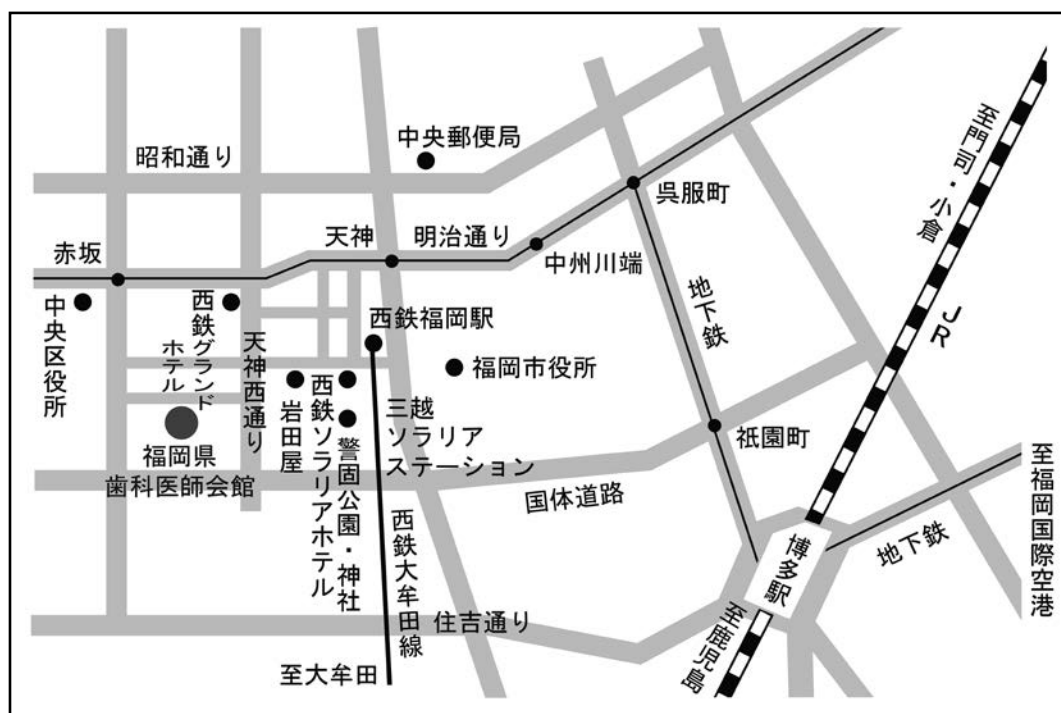 中央郵便局
昭和通り
至門司・小倉
呉服町
天神
明治通り
赤坂
中州川端
地下鉄
JR
中央区役所
西鉄グランド
ホテル
天神西通り
西鉄福岡駅
福岡市役所
岩田屋
西鉄ソラリアホテル
警固公園・神社
三越
ソラリア
ステーション
祇園町
福岡県
歯科医師会館
国体道路
至福岡国際空港
地下鉄
博多駅
西鉄大牟田線
住吉通り
至鹿児島
至大牟田